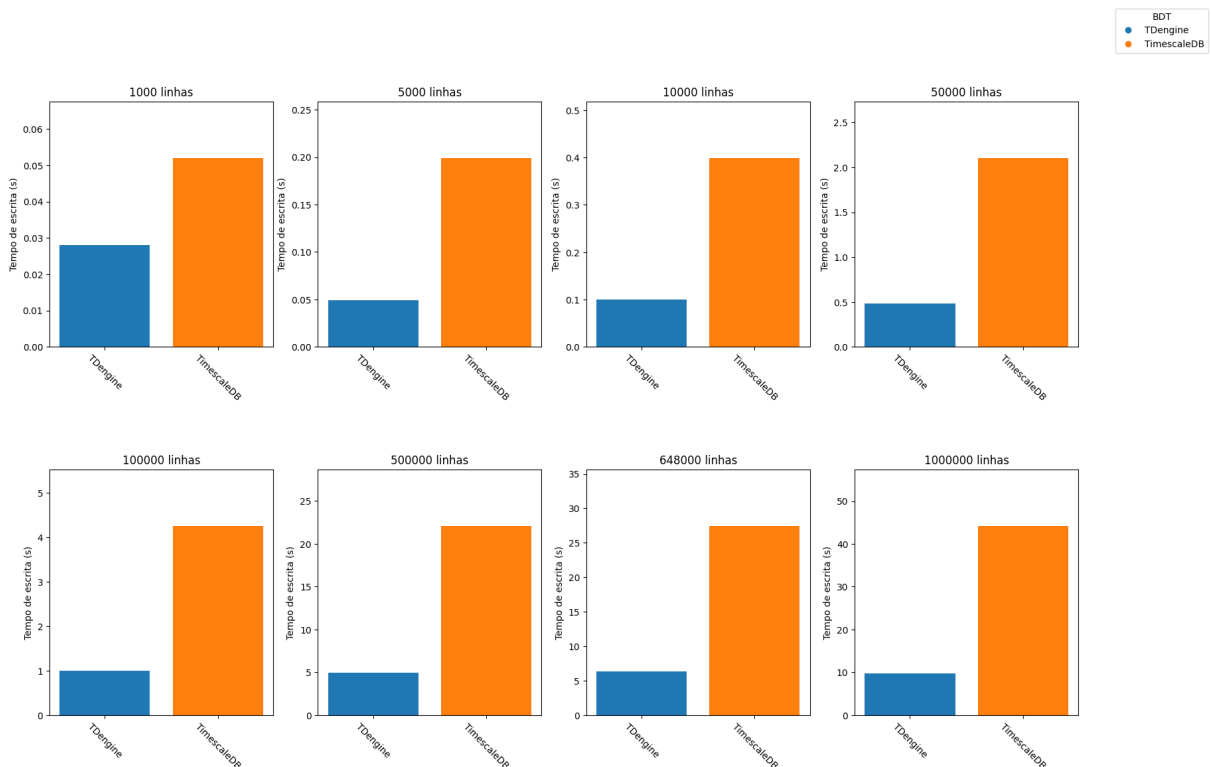 BDT
TDengine
TimescaleDB
1000 linhas
Tempo de escrita (s)
0.06
0.05
0.04
0.03
0.02
0.01
0.00
TDengine
TimescaleDB
5000 linhas
Tempo de escrita (s)
0.25
0.20
0.15
0.10
0.05
0.00
TDengine
TimescaleDB
10000 linhas
Tempo de escrita (s)
0.5
0.4
0.3
0.2
0.1
0.0
TDengine
TimescaleDB
50000 linhas
Tempo de escrita (s)
2.5
2.0
1.5
1.0
0.5
0.0
TDengine
TimescaleDB
100000 linhas
Tempo de escrita (s)
5
4
3
2
1
0
TDengine
TimescaleDB
500000 linhas
Tempo de escrita (s)
25
20
15
10
5
0
TDengine
TimescaleDB
648000 linhas
Tempo de escrita (s)
35
30
25
20
15
10
5
0
TDengine
TimescaleDB
1000000 linhas
Tempo de escrita (s)
50
40
30
20
10
0
TDengine
TimescaleDB